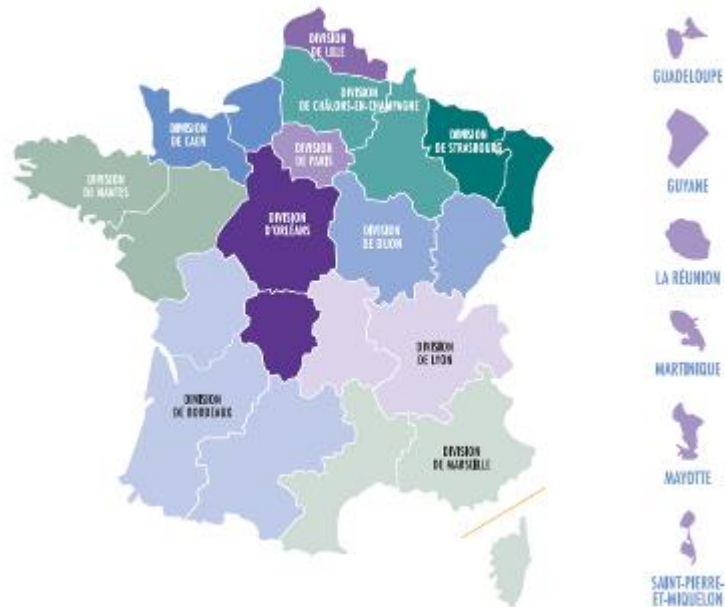 DIVISION
DE LILLE
DIVISION
DE CHÂLONS-EN-CHAMPAGNE
DIVISION
DE CAEN
DIVISION
DE PARIS
DIVISION
DE STRASBOURG
DIVISION
DE NANTES
DIVISION
D'ORLÉANS
DIVISION
DE DIJON
DIVISION
DE LYON
DIVISION
DE BORDEAUX
DIVISION
DE MARSEILLE
GUADELOUPE
GUYANE
LA RÉUNION
MARTINIQUE
MAYOTTE
SAINT-PIERRE-
ET-MIQUELON